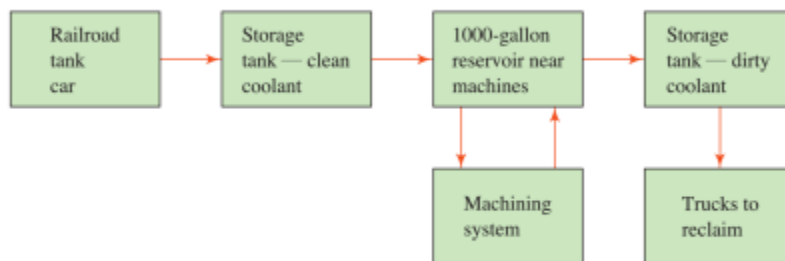 Railroad
tank
car
Storage
tank — clean
coolant
1000-gallon
reservoir near
machines
Storage
tank — dirty
coolant
Machining
system
Trucks to
reclaim